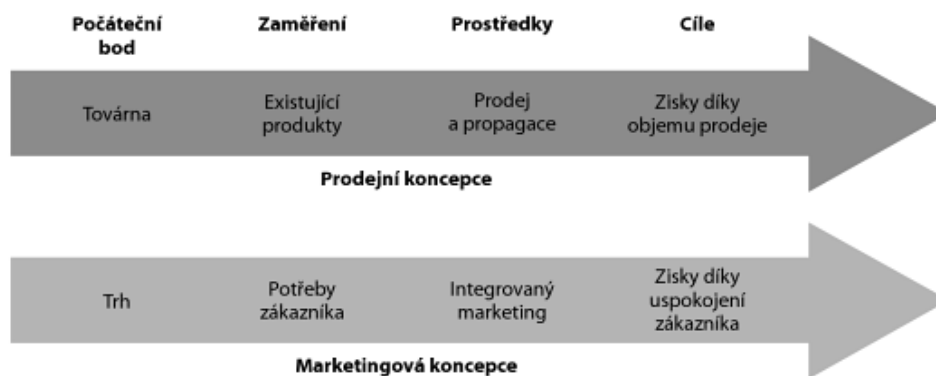 Počáteční
bod
Zaměření
Prostředky
Cíle
Továrna
Existující
produkty
Prodej
a propagace
Zisky díky
objemu prodeje
Prodejní koncepce
Trh
Potřeby
zákazníka
Integrovaný
marketing
Zisky díky
uspokojení
zákazníka
Marketingová koncepce